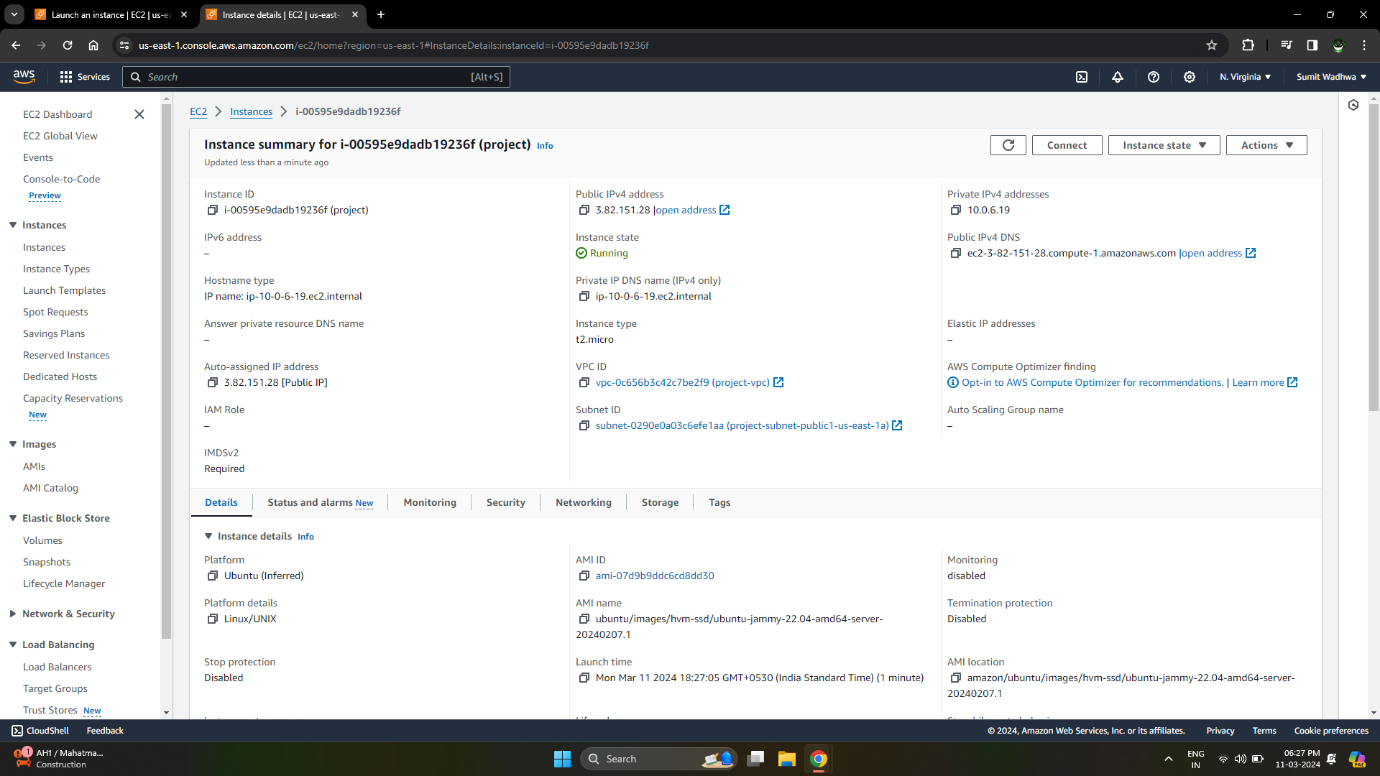 Launch an instance | EC2 | us-ea
Instance details | EC2 | us-east-1
us-east-1.console.aws.amazon.com/ec2/home?region=us-east-1#InstanceDetails:instanceId=i-00595e9dadb19236f
aws
Services
Search
[Alt+S]
N. Virginia
Sumit Wadhwa
EC2 Dashboard
EC2 Global View
Events
Console-to-Code
Preview
Instances
Instances
Instance Types
Launch Templates
Spot Requests
Savings Plans
Reserved Instances
Dedicated Hosts
Capacity Reservations
New
Images
AMIs
AMI Catalog
Elastic Block Store
Volumes
Snapshots
Lifecycle Manager
Network & Security
Load Balancing
Load Balancers
Target Groups
Trust Stores New
EC2 > Instances > i-00595e9dadb19236f
Instance summary for i-00595e9dadb19236f (project) Info
Updated less than a minute ago
Connect
Instance state
Actions
Instance ID
i-00595e9dadb19236f (project)
Public IPv4 address
3.82.151.28 |open address
Private IPv4 addresses
10.0.6.19
IPv6 address
–
Instance state
Running
Public IPv4 DNS
ec2-3-82-151-28.compute-1.amazonaws.com |open address
Hostname type
IP name: ip-10-0-6-19.ec2.internal
Private IP DNS name (IPv4 only)
ip-10-0-6-19.ec2.internal
Answer private resource DNS name
–
Instance type
t2.micro
Elastic IP addresses
–
Auto-assigned IP address
3.82.151.28 [Public IP]
VPC ID
vpc-0c656b3c42c7be2f9 (project-vpc)
AWS Compute Optimizer finding
Opt-in to AWS Compute Optimizer for recommendations. | Learn more
IAM Role
–
Subnet ID
subnet-0290e0a03c6efe1aa (project-subnet-public1-us-east-1a)
Auto Scaling Group name
–
IMDSv2
Required
Details
Status and alarms New
Monitoring
Security
Networking
Storage
Tags
Instance details Info
Platform
Ubuntu (Inferred)
AMI ID
ami-07d9b9ddc6cd8dd30
Monitoring
disabled
Platform details
Linux/UNIX
AMI name
ubuntu/images/hvm-ssd/ubuntu-jammy-22.04-amd64-server-
20240207.1
Termination protection
Disabled
Stop protection
Disabled
Launch time
Mon Mar 11 2024 18:27:05 GMT+0530 (India Standard Time) (1 minute)
AMI location
amazon/ubuntu/images/hvm-ssd/ubuntu-jammy-22.04-amd64-server-
20240207.1
CloudShell
Feedback
© 2024, Amazon Web Services, Inc. or its affiliates.
Privacy
Terms
Cookie preferences
1
AH1 / Mahatma...
Construction
Search
ENG
IN
06:27 PM
11-03-2024